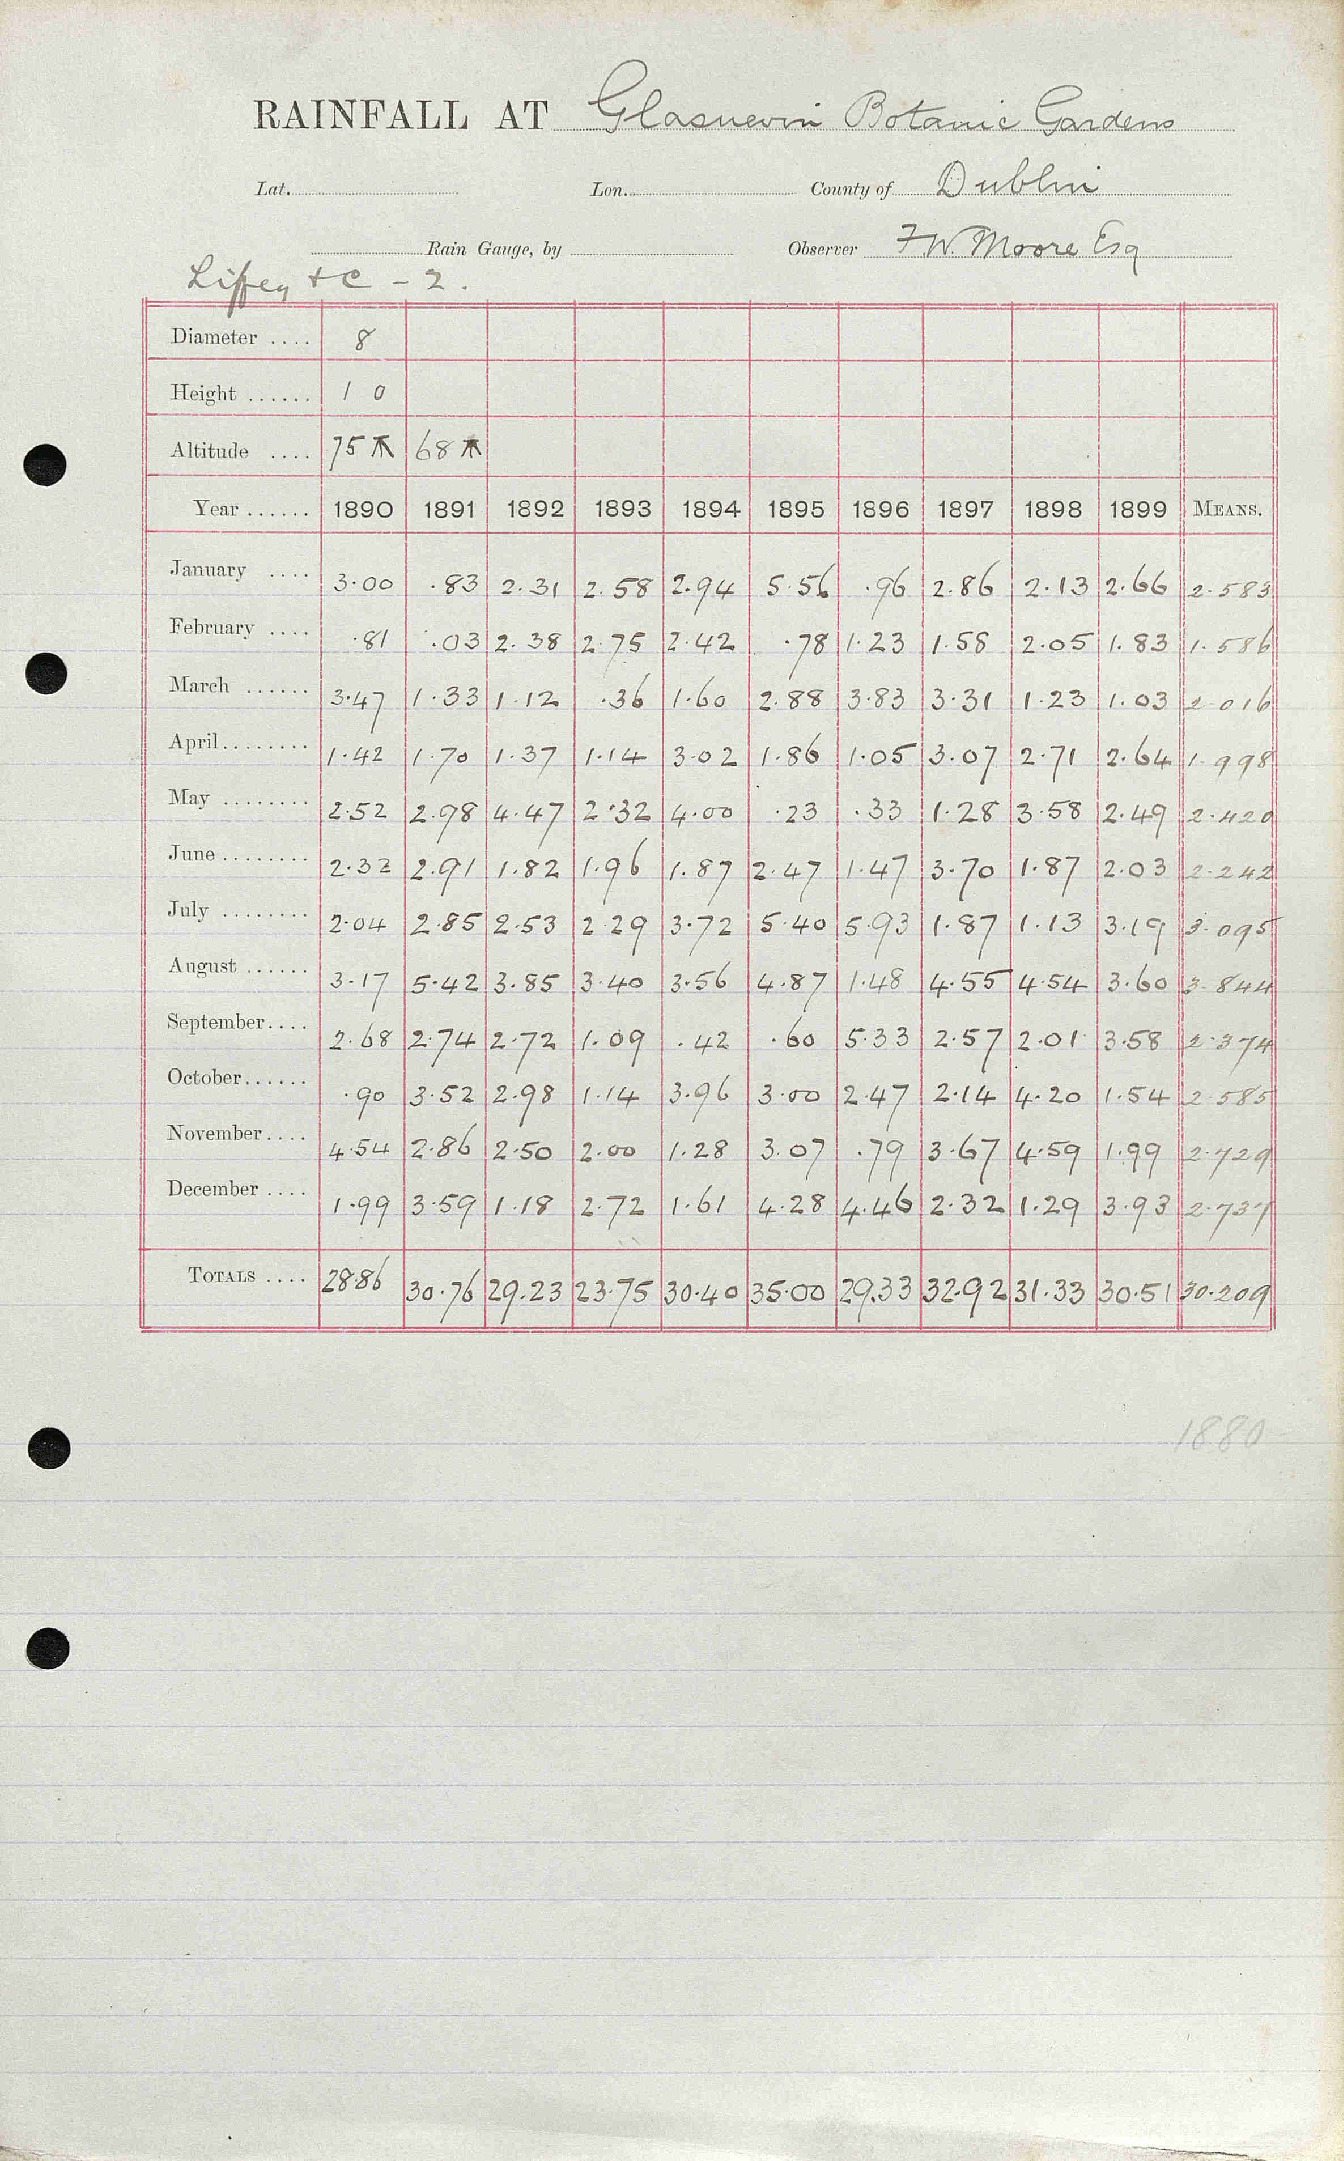 RAINFALL AT Glasnevin Botanic Gardens
Lat. Lon. County of Dublin
Rain Gauge, by Observer F W. Moore Esq
Liffey &c - 2.
Diameter .... 8
Height ...... 1 0
Altitude .... 75 68
Year ...... 1890 1891 1892 1893 1894 1895 1896 1897 1898 1899 MEANS.
January .... 3.00 .83 2.31 2.58 2.94 5.56 .96 2.86 2.13 2.66 2.583
February .... .81 .03 2.38 2.75 2.42 .78 1.23 1.58 2.05 1.83 1.586
March ...... 3.47 1.33 1.12 .36 1.60 2.88 3.83 3.31 1.23 1.03 2.016
April........ 1.42 1.70 1.37 1.14 3.02 1.86 1.05 3.07 2.71 2.64 1.998
May ........ 2.52 2.98 4.47 2.32 4.00 .23 .33 1.28 3.58 2.49 2.420
June ........ 2.32 2.91 1.82 1.96 1.87 2.47 1.47 3.70 1.87 2.03 2.242
July ........ 2.04 2.85 2.53 2.29 3.72 5.40 5.93 1.87 1.13 3.19 3.095
August ...... 3.17 5.42 3.85 3.40 3.56 4.87 1.48 4.55 4.54 3.60 3.844
September.... 2.68 2.74 2.72 1.09 .42 .60 5.33 2.57 2.01 3.58 2.374
October...... .90 3.52 2.98 1.14 3.96 3.00 2.47 2.14 4.20 1.54 2.585
November.... 4.54 2.86 2.50 2.00 1.28 3.07 .79 3.67 4.59 1.99 2.729
December .... 1.99 3.59 1.18 2.72 1.61 4.28 4.46 2.32 1.29 3.93 2.737
TOTALS .... 28.86 30.76 29.23 23.75 30.40 35.00 29.33 32.92 31.33 30.51 30.209
1880